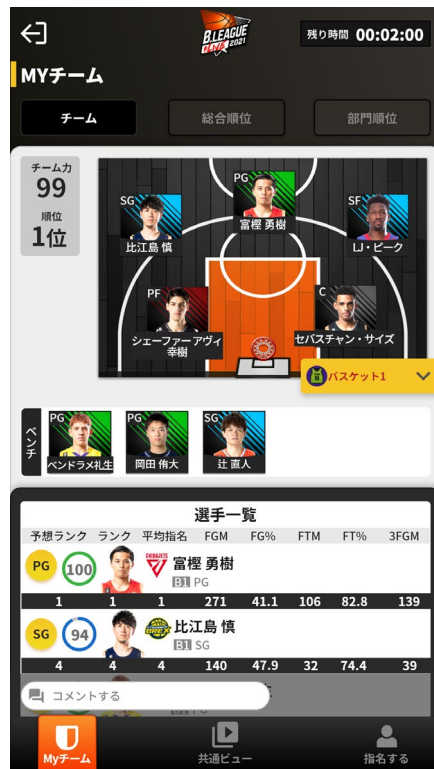 B.LEAGUE
LIVE 2021
残り時間 00:02:00
MYチーム
チーム 総合順位 部門順位
チーム力
99
順位
1位
PG
富樫 勇樹
SG
比江島 慎
SF
LJ・ピーク
PF
シェーファーアヴィ
幸樹
C
セバスチャン・サイズ
バスケット1
ベンチ
PG
ベンドラメ礼生
PG
岡田 侑大
SG
辻 直人
選手一覧
予想ランク ランク 平均指名 FGM FG% FTM FT% 3FGM
PG 100 CHIBAJETS 富樫 勇樹
B1 PG
1 1 1 271 41.1 106 82.8 139
SG 94 BREX 比江島 慎
B1 SG
4 4 4 140 47.9 32 74.4 39
コメントする
Myチーム 共通ビュー 指名する